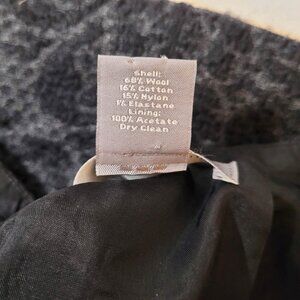 Shell:
68% Wool
16% Cotton
15% Nylon
1% Elastane
Lining:
100% Acetate
Dry Clean